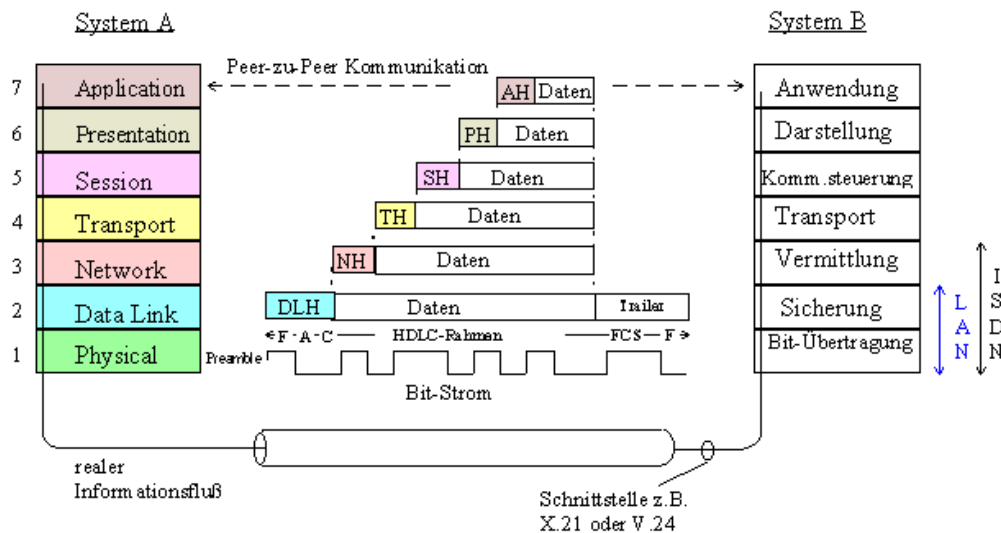 System A
System B
Peer-zu-Peer Kommunikation
7 Application AH Daten Anwendung
6 Presentation PH Daten Darstellung
5 Session SH Daten Komm.steuerung
4 Transport TH Daten Transport
3 Network NH Daten Vermittlung
2 Data Link DLH Daten Trailer Sicherung
F - A - C HDLC-Rahmen FCS — F
1 Physical Preamble Bit-Übertragung
Bit-Strom
LAN
ISDN
realer
Informationsfluß
Schnittstelle z.B.
X.21 oder V.24